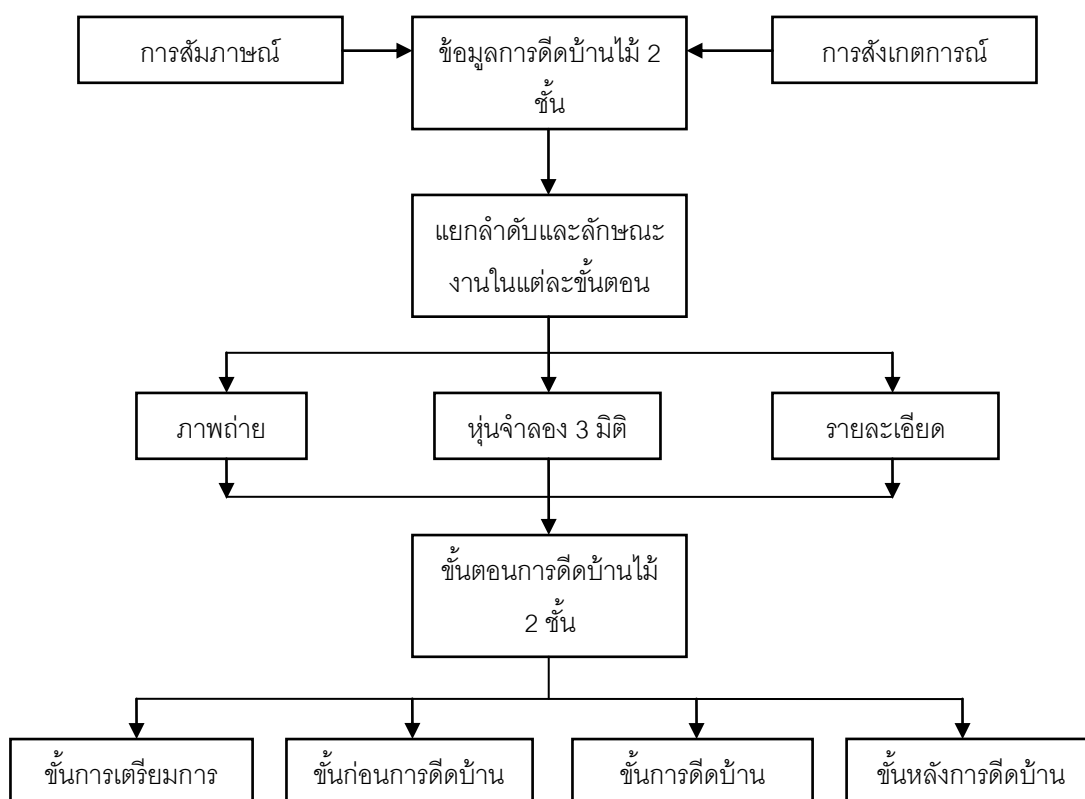 การสัมภาษณ์
ข้อมูลการดีดบ้านไม้ 2
ชั้น
การสังเกตการณ์
แยกลำดับและลักษณะ
งานในแต่ละขั้นตอน
ภาพถ่าย
หุ่นจำลอง 3 มิติ
รายละเอียด
ขั้นตอนการดีดบ้านไม้
2 ชั้น
ขั้นการเตรียมการ
ขั้นก่อนการดีดบ้าน
ขั้นการดีดบ้าน
ขั้นหลังการดีดบ้าน